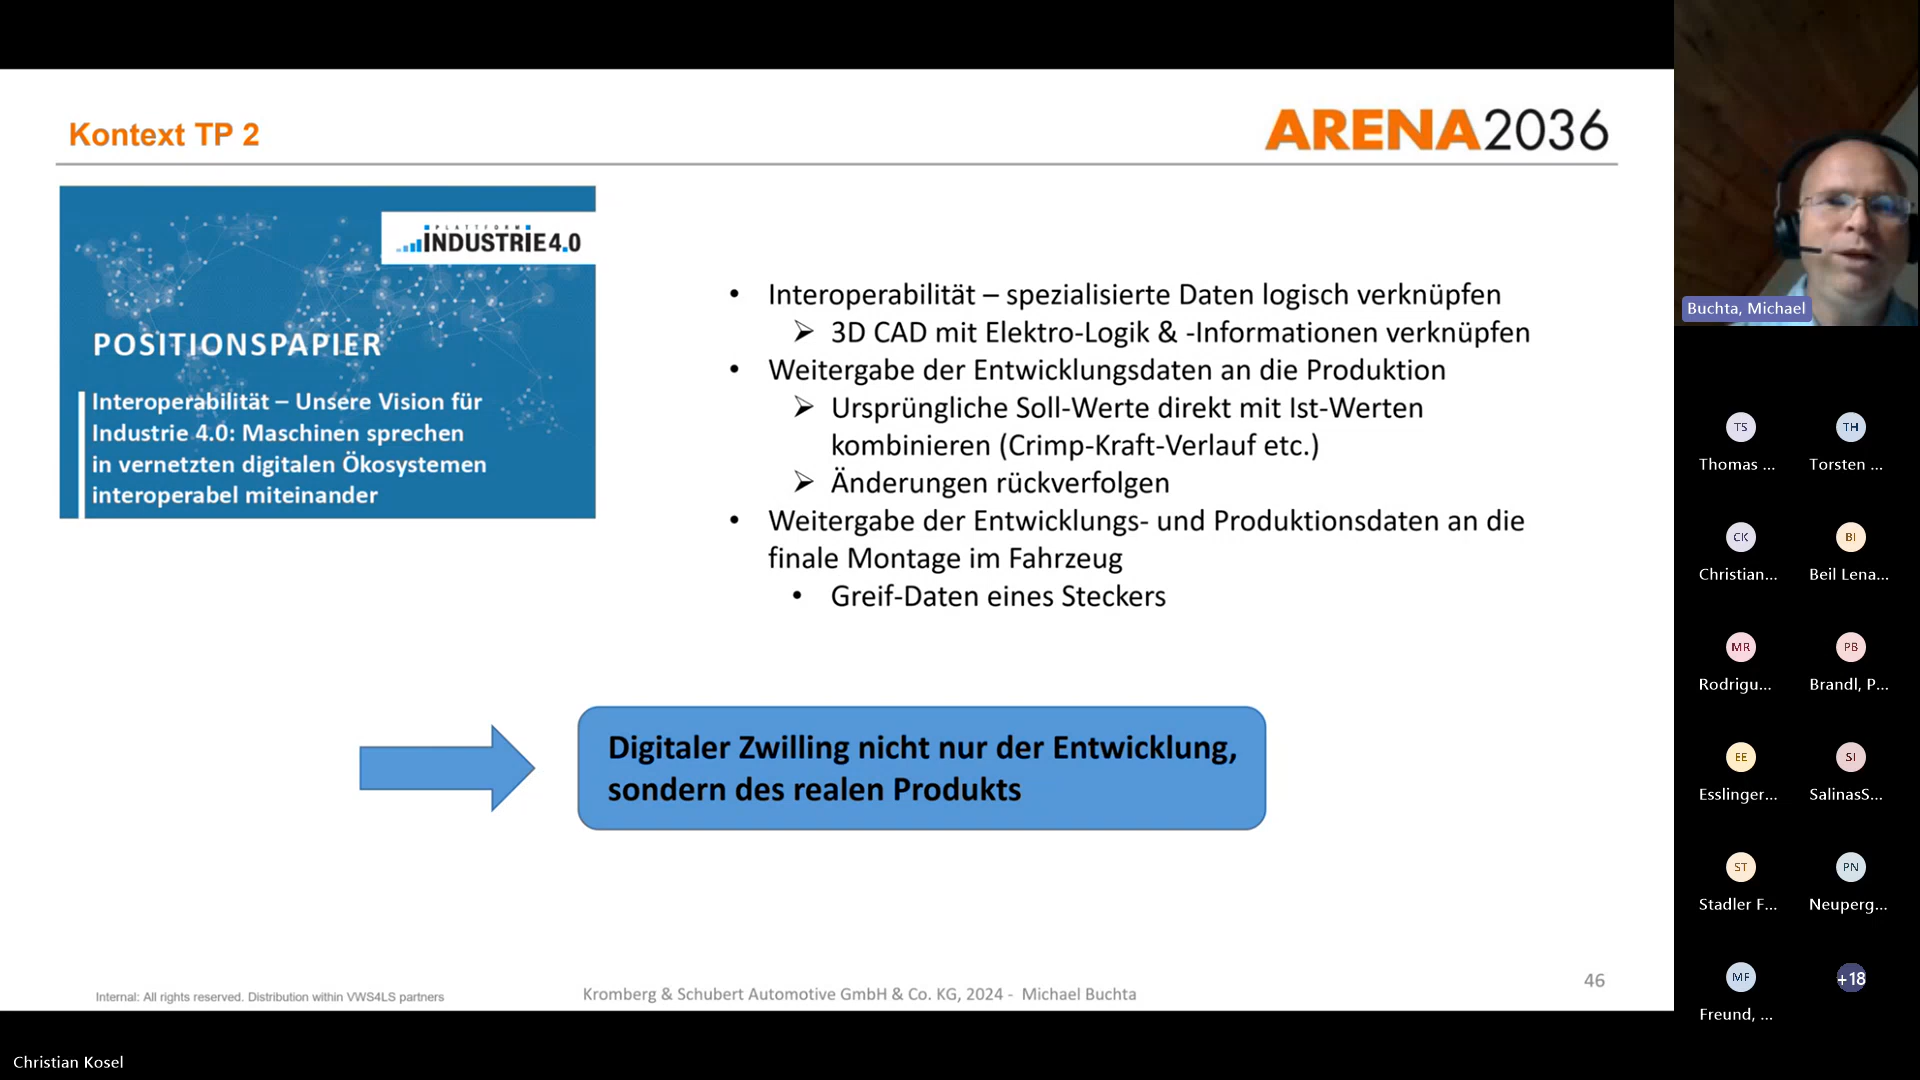 Kontext TP 2
ARENA2036
PLATTFORM
INDUSTRIE4.0
POSITIONSPAPIER
Interoperabilität – Unsere Vision für
Industrie 4.0: Maschinen sprechen
in vernetzten digitalen Ökosystemen
interoperabel miteinander
• Interoperabilität – spezialisierte Daten logisch verknüpfen
➢ 3D CAD mit Elektro-Logik & -Informationen verknüpfen
• Weitergabe der Entwicklungsdaten an die Produktion
➢ Ursprüngliche Soll-Werte direkt mit Ist-Werten
kombinieren (Crimp-Kraft-Verlauf etc.)
➢ Änderungen rückverfolgen
• Weitergabe der Entwicklungs- und Produktionsdaten an die
finale Montage im Fahrzeug
• Greif-Daten eines Steckers
Digitaler Zwilling nicht nur der Entwicklung,
sondern des realen Produkts
Internal: All rights reserved. Distribution within VWS4LS partners
Kromberg & Schubert Automotive GmbH & Co. KG, 2024 - Michael Buchta
46
Christian Kosel
Buchta, Michael
TS TH
Thomas ... Torsten ...
CK BI
Christian... Beil Lena...
MR PB
Rodrigu... Brandl, P...
EE SI
Esslinger... SalinasS...
ST PN
Stadler F... Neuperg...
MF +18
Freund, ...